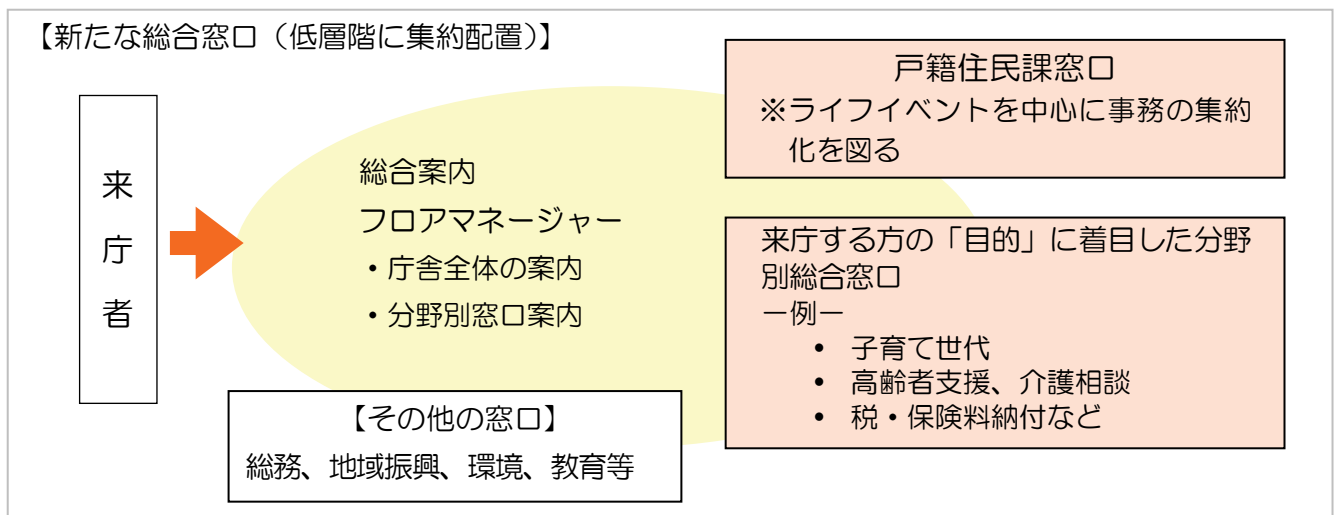 【新たな総合窓口（低層階に集約配置）】
来
庁
者
総合案内
フロアマネージャー
・庁舎全体の案内
・分野別窓口案内
戸籍住民課窓口
※ライフイベントを中心に事務の集約
化を図る
来庁する方の「目的」に着目した分野
別総合窓口
ー例ー
• 子育て世代
• 高齢者支援、介護相談
• 税・保険料納付など
【その他の窓口】
総務、地域振興、環境、教育等